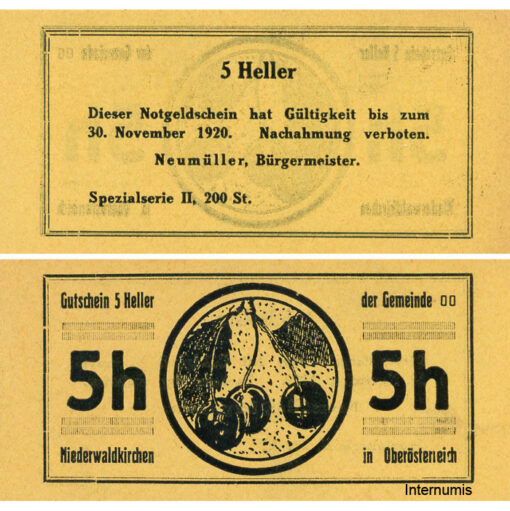 5 Heller
Dieser Notgeldschein hat Gültigkeit bis zum
30. November 1920. Nachahmung verboten.
Neumüller, Bürgermeister.
Spezialserie II, 200 St.
Gutschein 5 Heller
der Gemeinde OO
5h
5h
Niederwaldkirchen
in Oberösterreich
Internumis